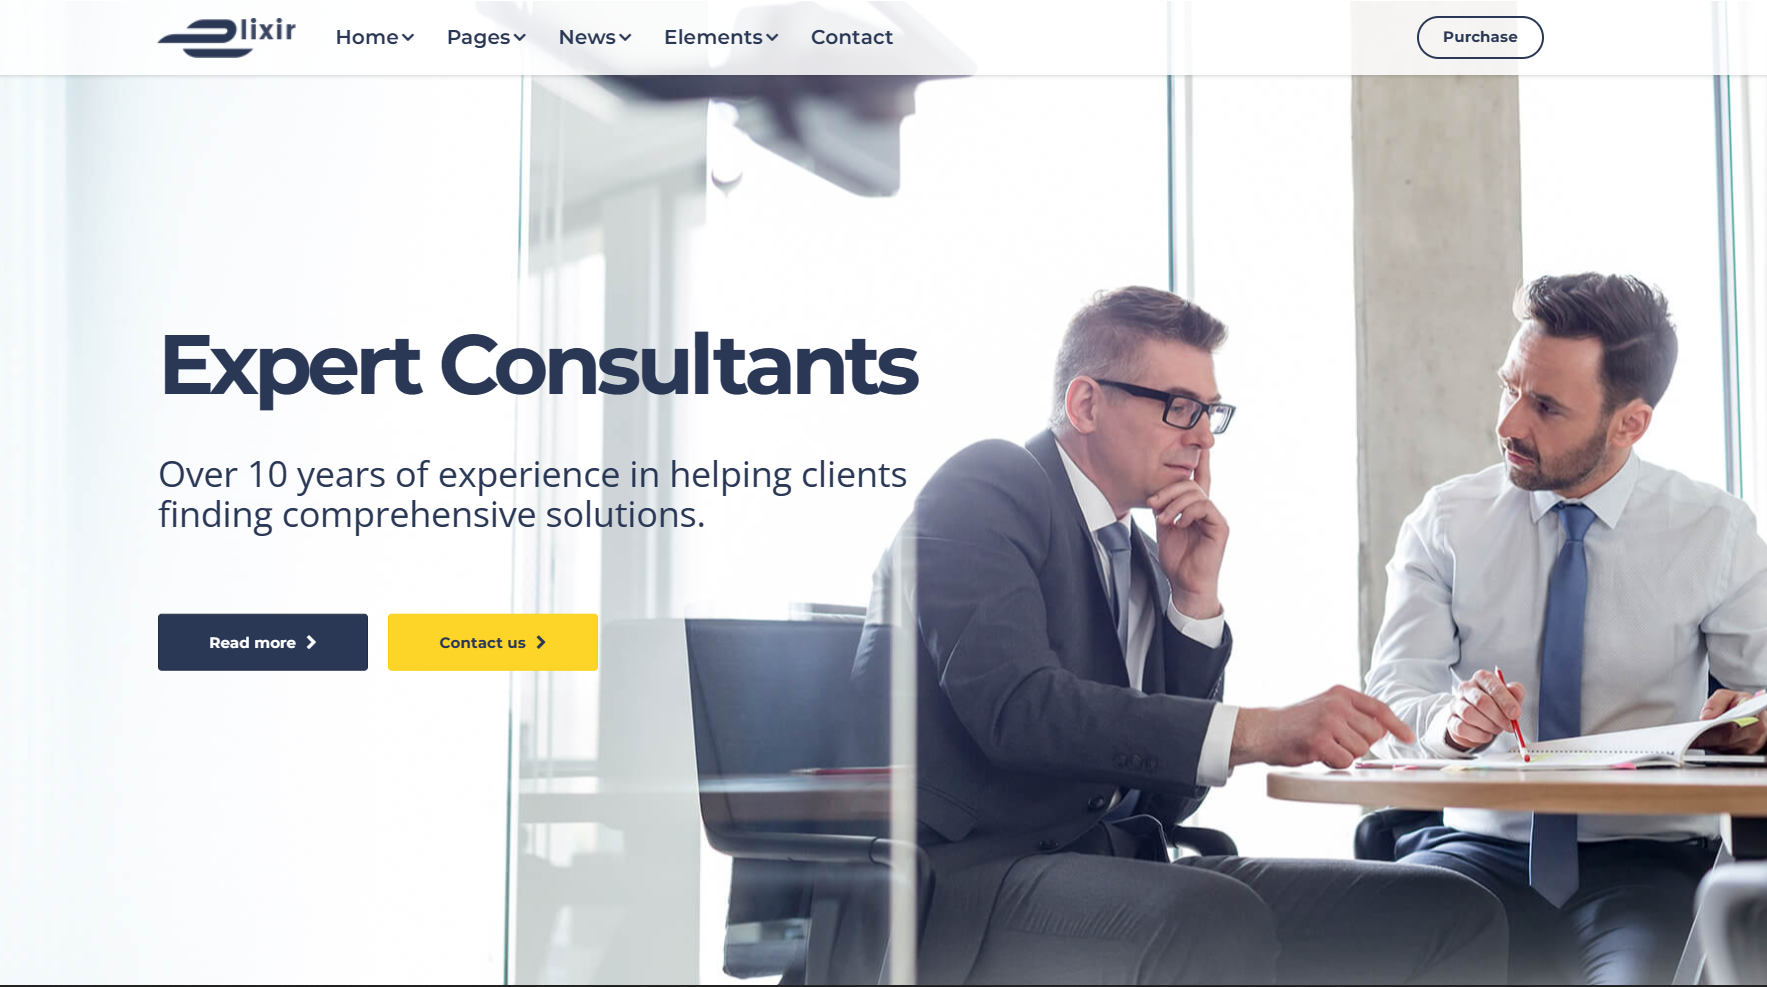 elixir
Home
Pages
News
Elements
Contact
Purchase
Expert Consultants
Over 10 years of experience in helping clients
finding comprehensive solutions.
Read more
Contact us